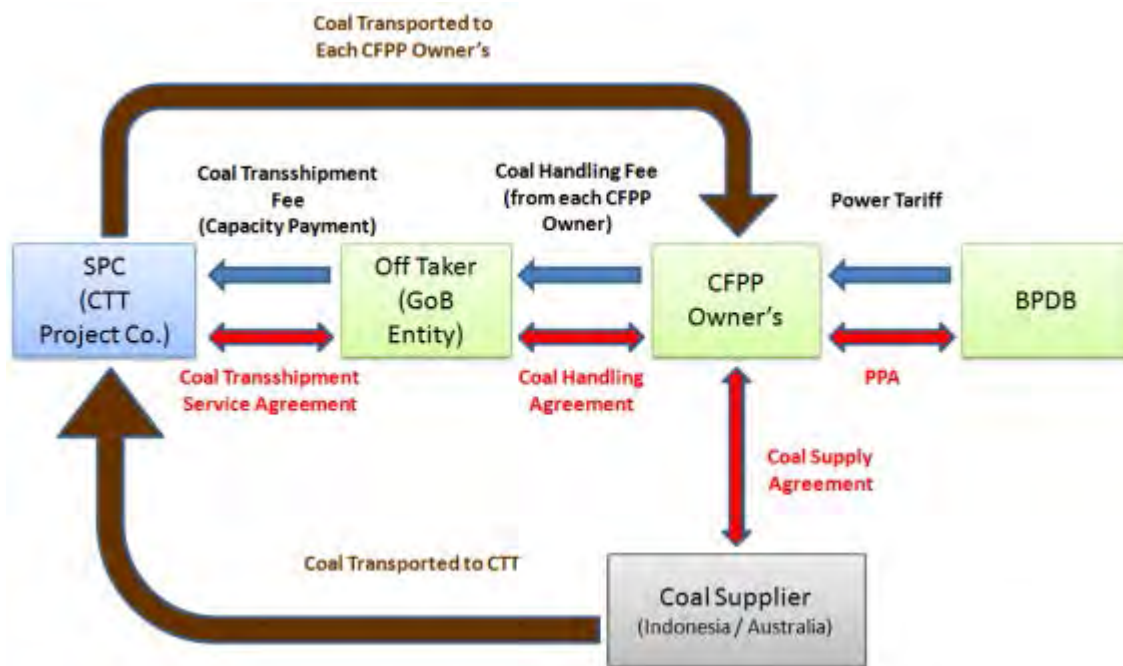 Coal Transported to
Each CFPP Owner's
Coal Transshipment
Fee
(Capacity Payment)
Coal Handling Fee
(from each CFPP
Owner)
Power Tariff
SPC
(CTT
Project Co.)
Off Taker
(GoB
Entity)
CFPP
Owner's
BPDB
Coal Transshipment
Service Agreement
Coal Handling
Agreement
PPA
Coal Supply
Agreement
Coal Transported to CTT
Coal Supplier
(Indonesia / Australia)